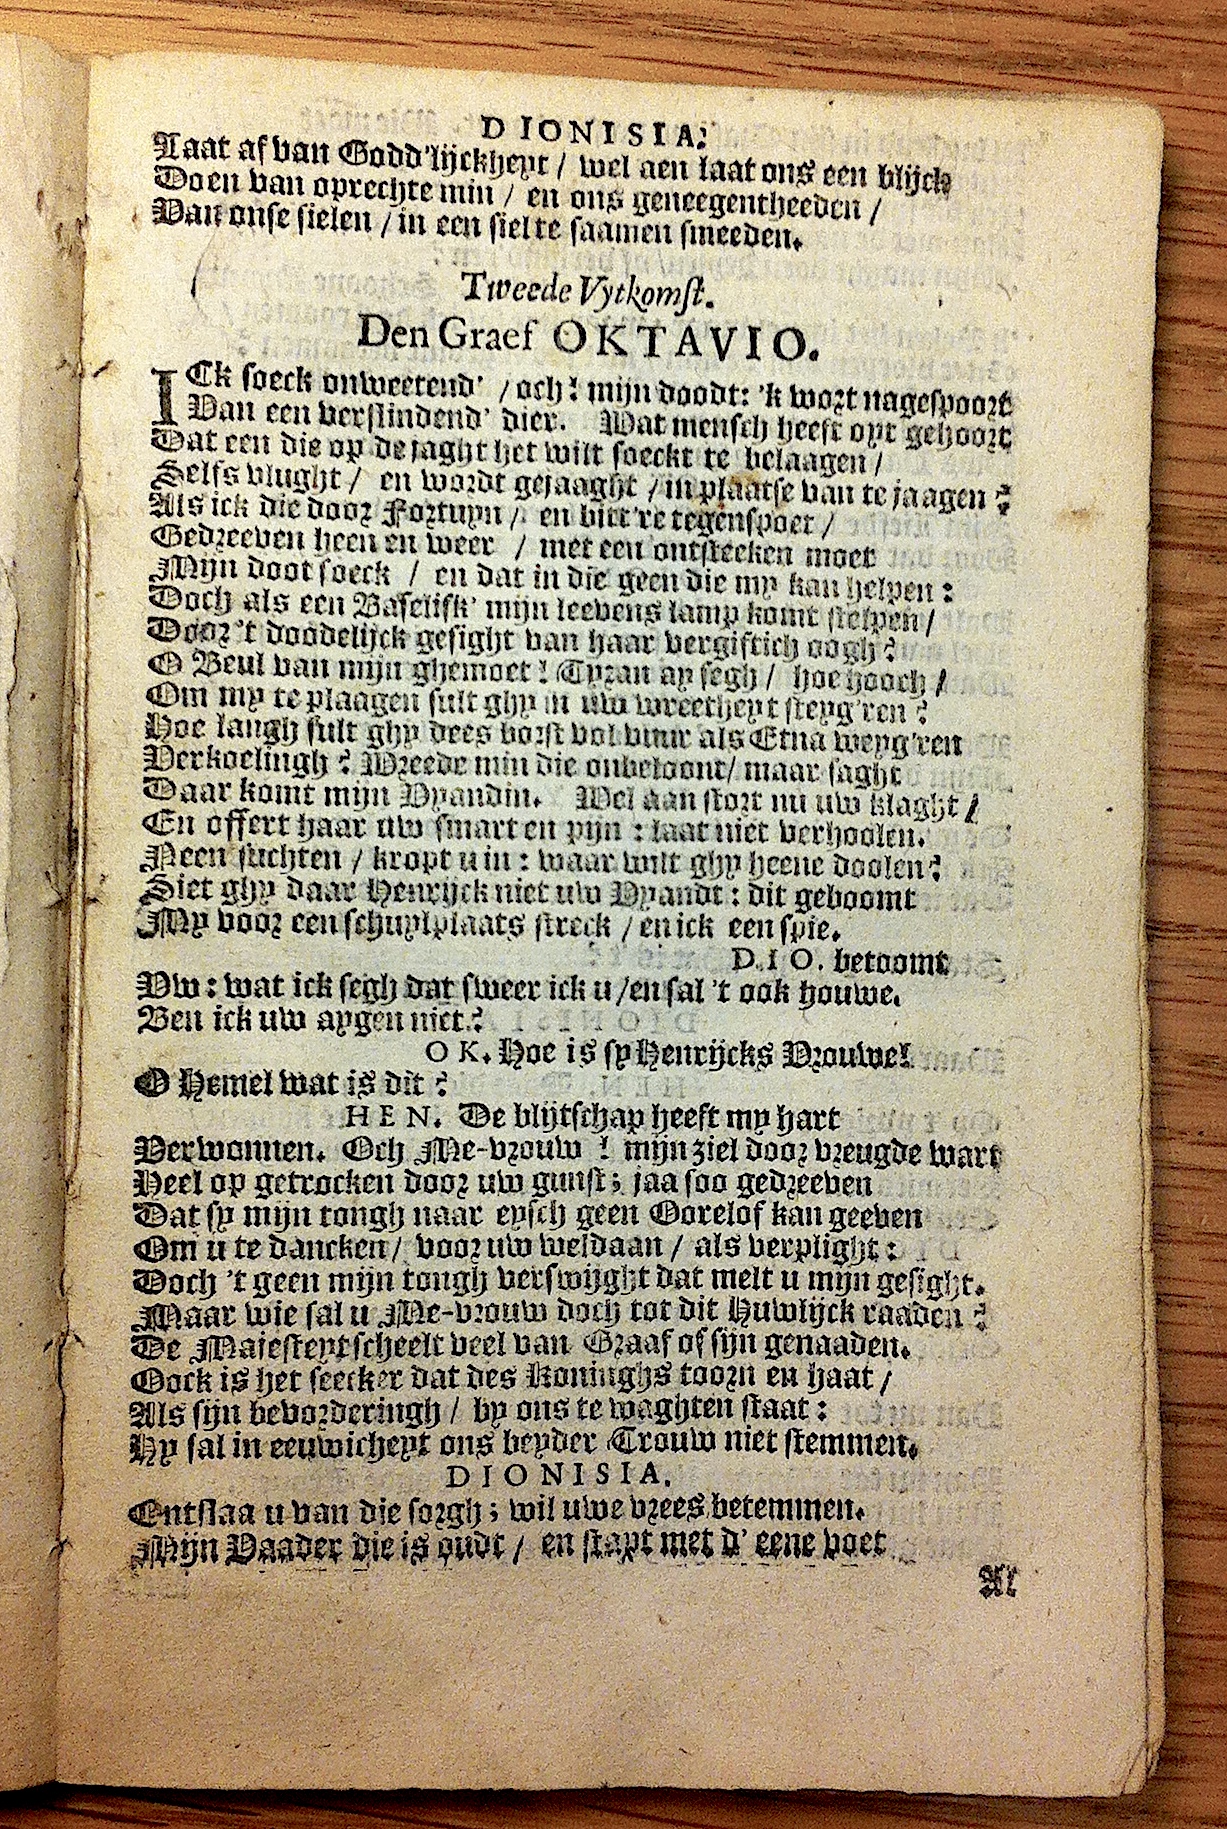 DIONISIA.
Laat af van Godd'lijckheyt / wel aen laat ons een blijck
Doen van oprechte min / en ons geneegentheeden /
Van onse sielen / in een siel te saamen smeeden.
Tweede Vytkomst.
Den Graef OKTAVIO.
ICk soeck onweetend' / och! mijn doodt: 'k wort nagespoort
Van een verslindend' dier. Wat mensch heeft oyt gehoort
Dat een die op de jaght het wilt soeckt te belaagen /
Selfs vlught / en wordt gejaaght / in plaatse van te jaagen?
Als ick die door Fortuyn / en bitt're tegenspoet /
Gedreeven heen en weer / met een ontsteecken moet
Mijn doot soeck / en dat in die geen die my kan helpen:
Doch als een Baselisk' mijn leevens lamp komt stelpen /
Door 't doodelijck gesight van haar vergiftich oogh?
O Beul van mijn ghemoet! Tyran ay segh / hoe hooch /
Om my te plaagen sult ghy in uw wreetheyt steyg'ren?
Hoe langh sult ghy dees borst vol vuur als Etna weyg'ren
Verkoelingh? Wreede min die onbeloont / maar saght
Daar komt mijn Vyandin. Wel aan stort nu uw klaght /
En offert haar uw smart en pijn: laat niet verhoolen.
Neen suchten / kropt u in: waar wilt ghy heene doolen?
Siet ghy daar Henrijck niet uw Vyandt: dit geboomt
My voor een schuylplaats streck / en ick een spie.
DIO. betoomt
Vw: wat ick segh dat sweer ick u / en sal 't ook houwe.
Ben ick uw aygen niet?
OK. Hoe is sy Henrijcks Vrouwe!
O Hemel wat is dit?
HEN. De blijtschap heeft my hart
Verwonnen. Och Me-vrouw! mijn ziel door vreugde wart
Heel op getrocken door uw gunst; jaa soo gedreeven
Dat sy mijn tongh naar eysch geen Oorelof kan geeven
Om u te dancken / voor uw weldaan / als verplight:
Doch 't geen mijn tongh verswijght dat melt u mijn gesight.
Maar wie sal u Me-vrouw doch tot dit Huwlijck raaden?
De Majesteyt scheelt veel van Graaf of sijn genaaden.
Oock is het seecker dat des Koninghs toorn en haat /
Als sijn bevorderingh / by ons te waghten staat:
Hy sal in eeuwicheyt ons beyder Trouw niet stemmen.
DIONISIA.
Entslaa u van die sorgh; wil uwe vrees betemmen.
Mijn Vaader die is oudt / en stapt met d' eene voet
Al